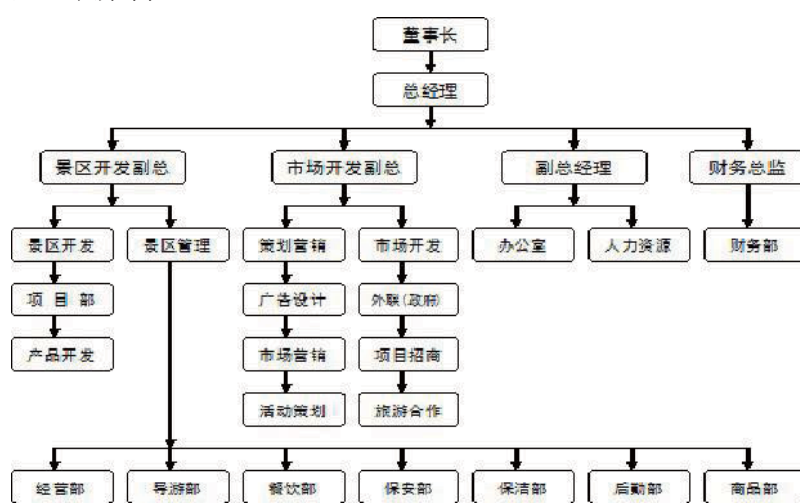 董事长
总经理
景区开发副总
市场开发副总
副总经理
财务总监
景区开发
景区管理
策划营销
市场开发
办公室
人力资源
财务部
项 目 部
广告设计
外联(政府)
产品开发
市场营销
项目招商
活动策划
旅游合作
经营部
导游部
餐饮部
保安部
保洁部
后勤部
商品部